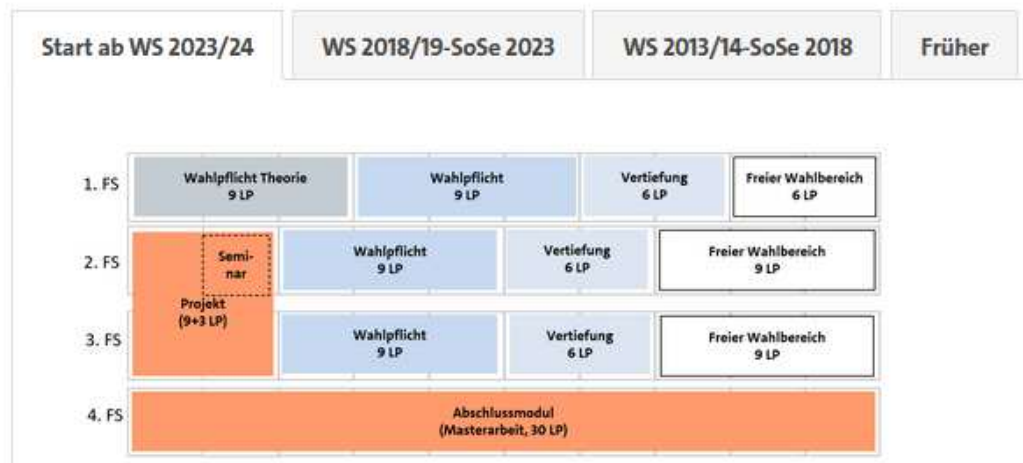 Start ab WS 2023/24
WS 2018/19-SoSe 2023
WS 2013/14-SoSe 2018
Früher
1. FS
Wahlpflicht Theorie
9 LP
Wahlpflicht
9 LP
Vertiefung
6 LP
Freier Wahlbereich
6 LP
2. FS
Semi-
nar
Wahlpflicht
9 LP
Vertiefung
6 LP
Freier Wahlbereich
9 LP
Projekt
(9+3 LP)
3. FS
Wahlpflicht
9 LP
Vertiefung
6 LP
Freier Wahlbereich
9 LP
4. FS
Abschlussmodul
(Masterarbeit, 30 LP)